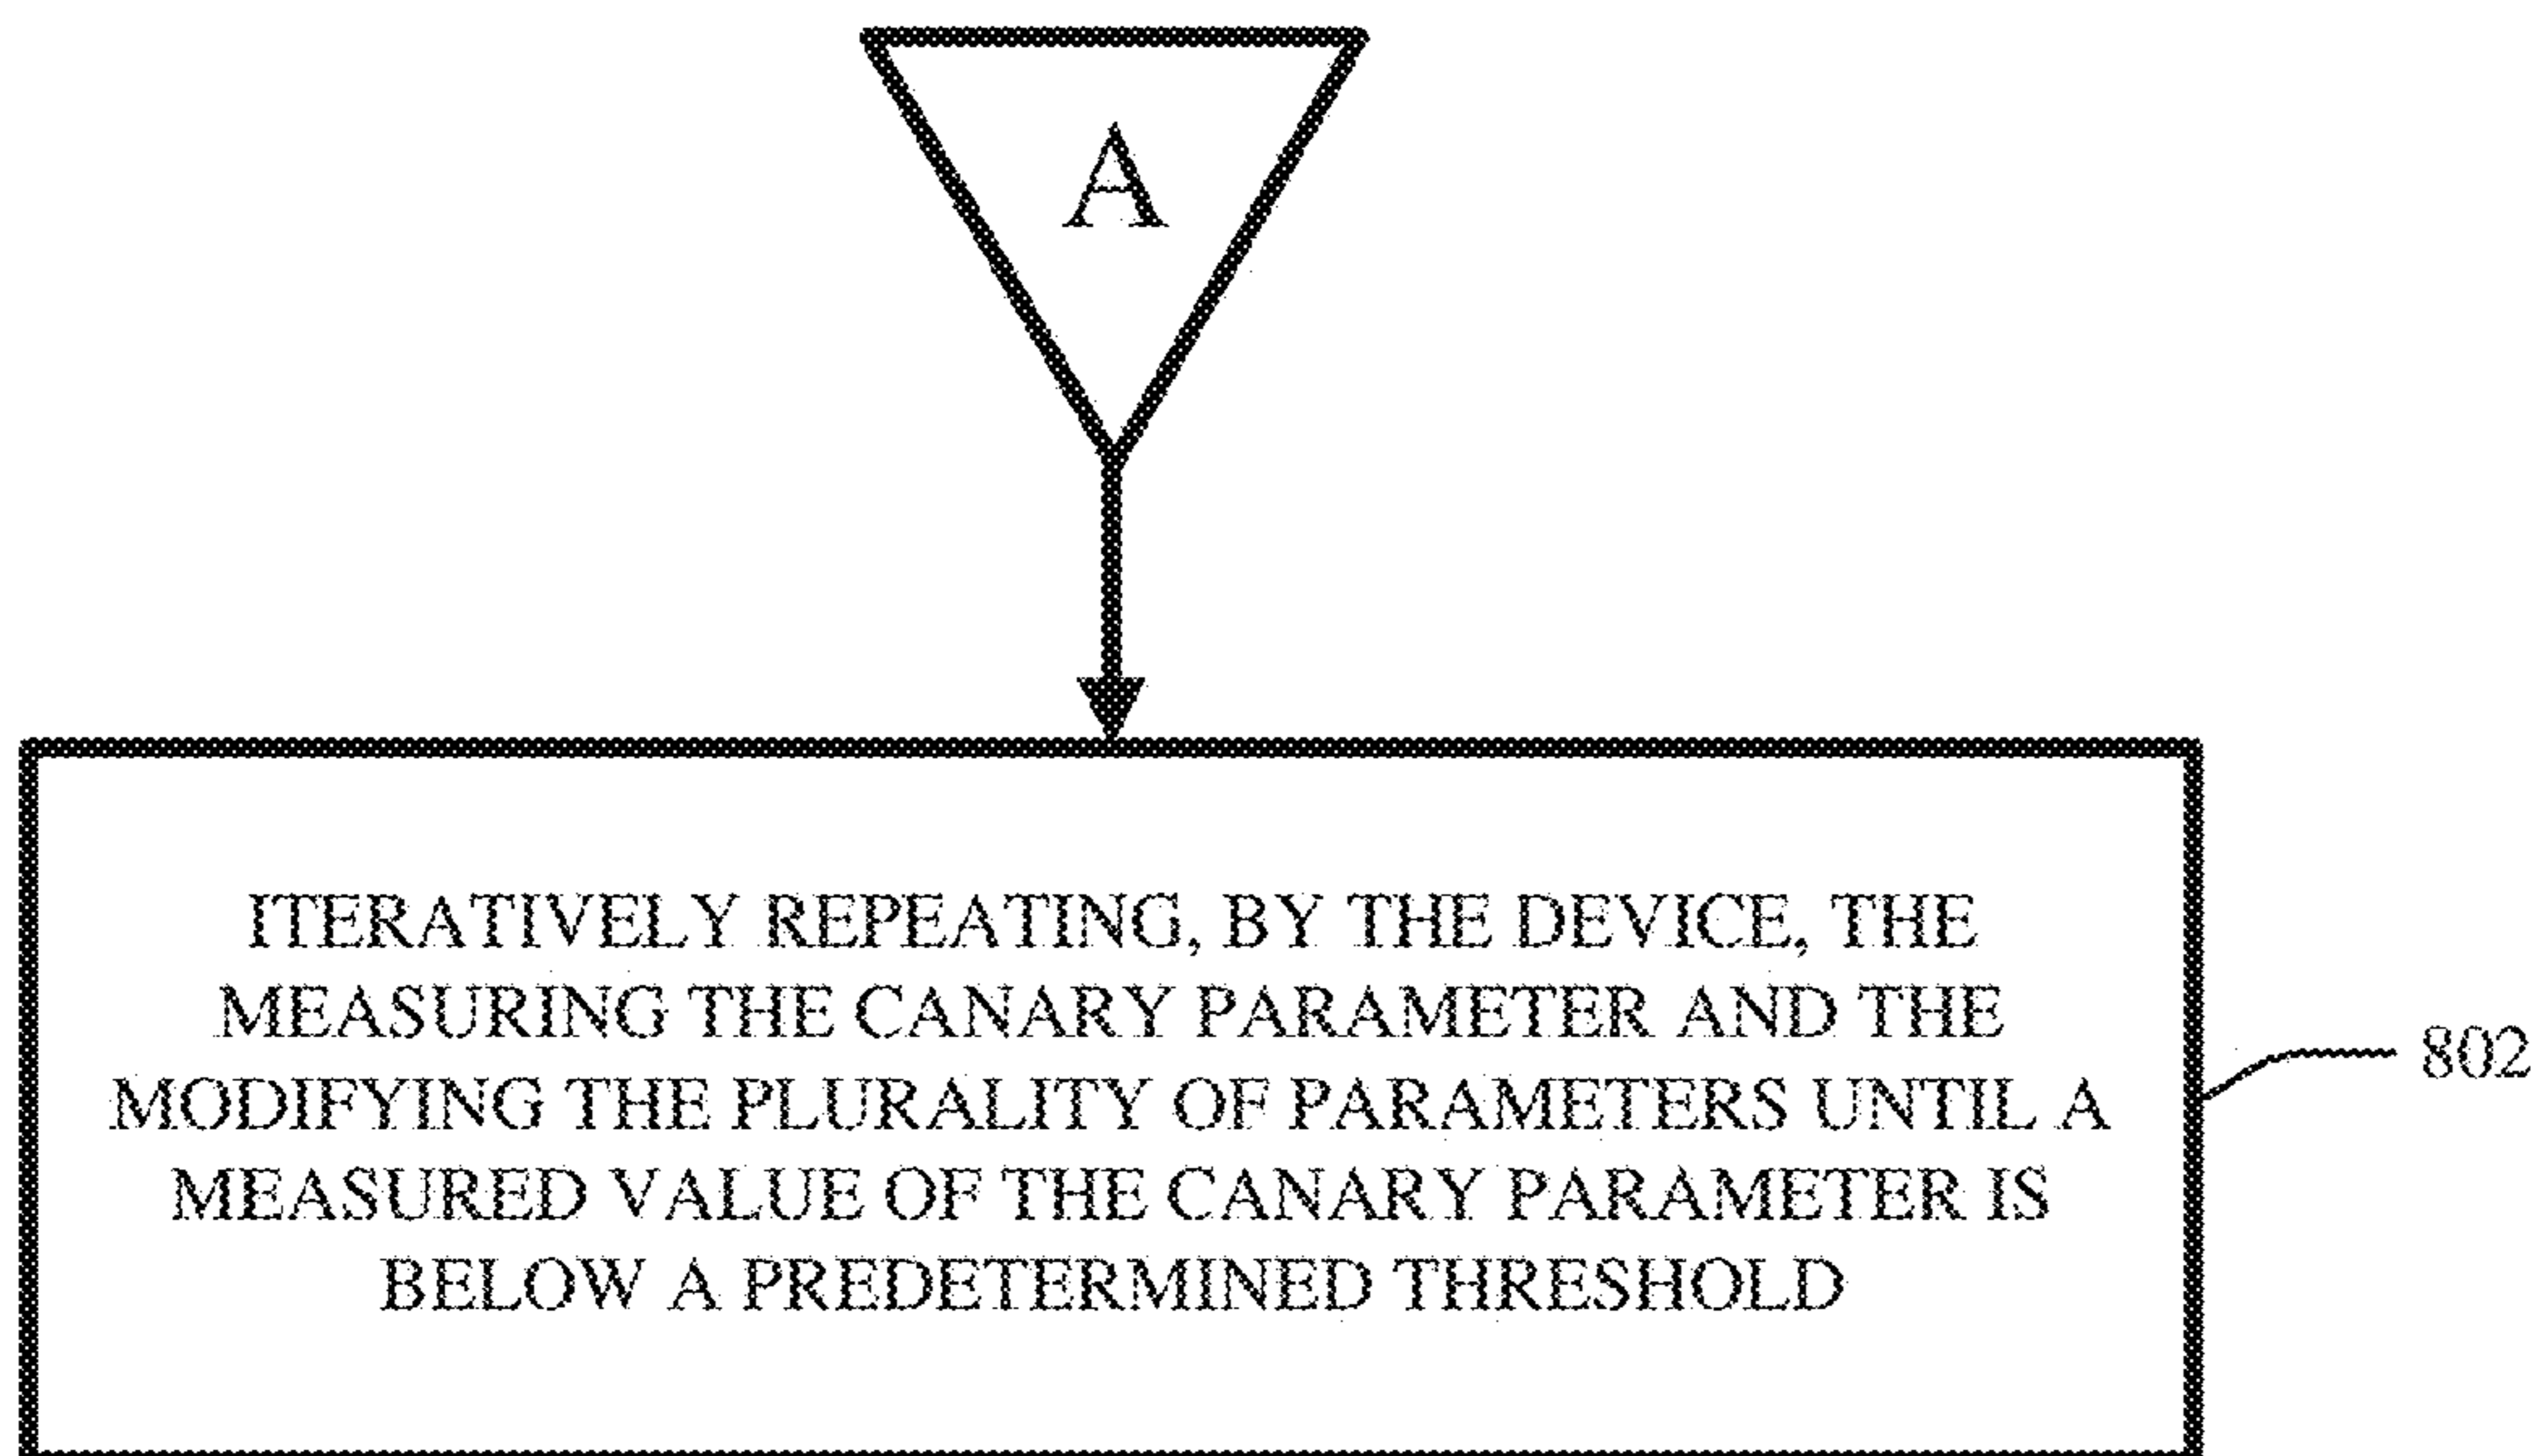 A
ITERATIVELY REPEATING, BY THE DEVICE, THE
MEASURING THE CANARY PARAMETER AND THE
MODIFYING THE PLURALITY OF PARAMETERS UNTIL A
MEASURED VALUE OF THE CANARY PARAMETER IS
BELOW A PREDETERMINED THRESHOLD
802